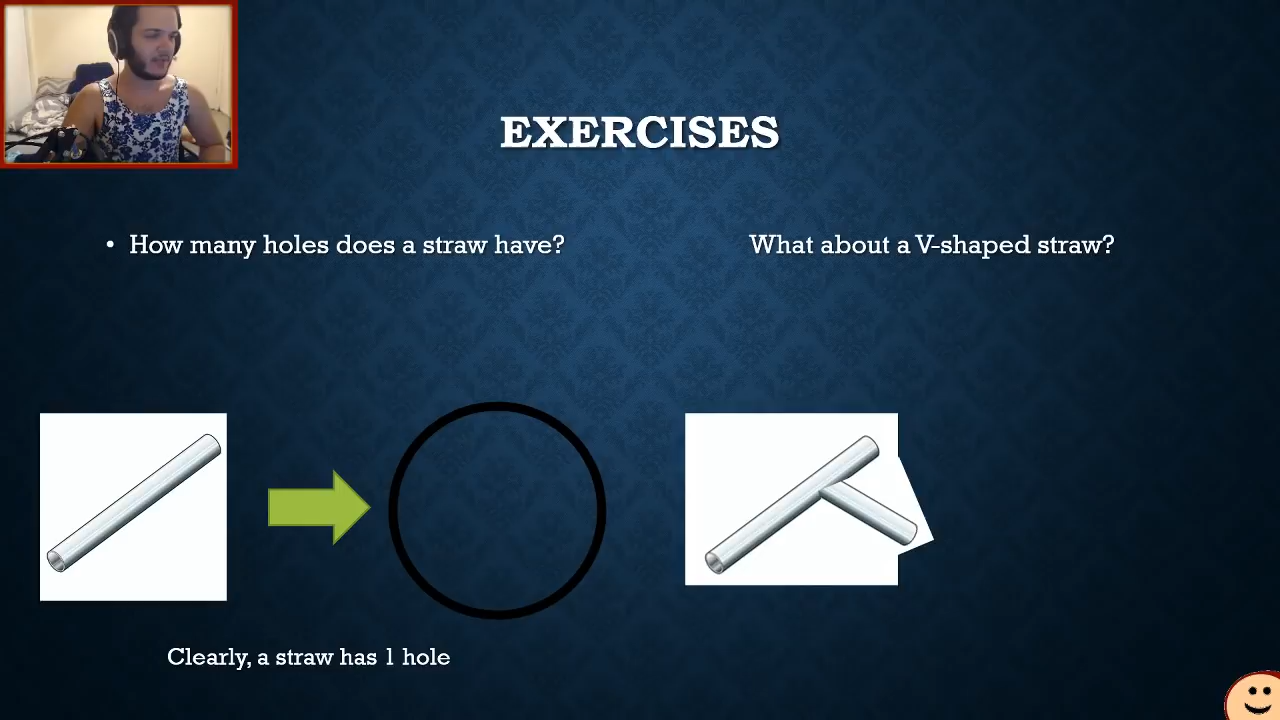 EXERCISES
• How many holes does a straw have?
What about a V-shaped straw?
Clearly, a straw has 1 hole